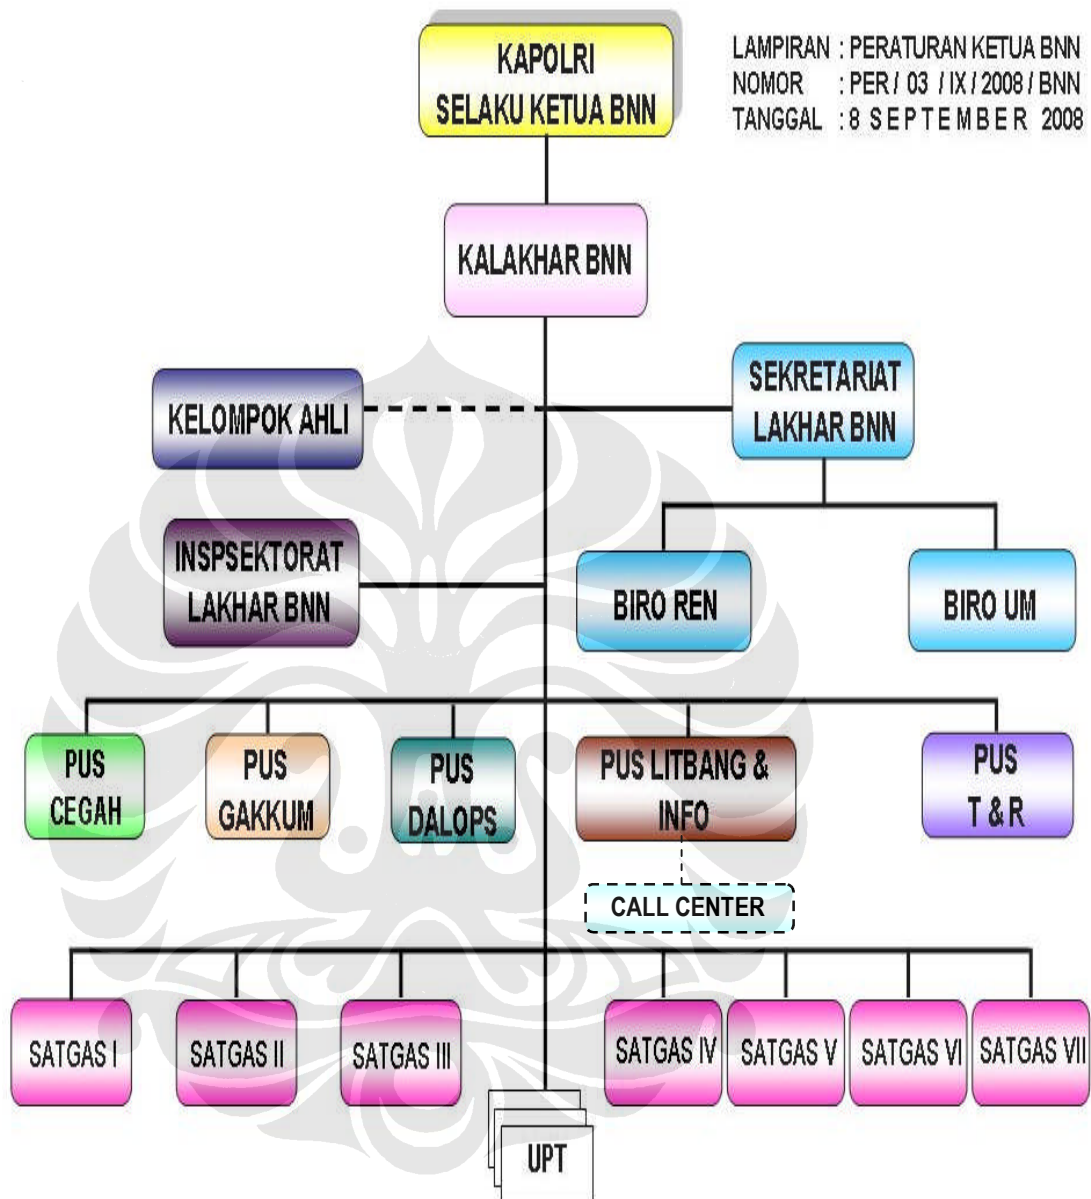 KAPOLRI
SELAKU KETUA BNN
LAMPIRAN : PERATURAN KETUA BNN
NOMOR : PER / 03 / IX / 2008 / BNN
TANGGAL : 8 SEPTEMBER 2008
KALAKHAR BNN
KELOMPOK AHLI
SEKRETARIAT
LAKHAR BNN
INSPSEKTORAT
LAKHAR BNN
BIRO REN
BIRO UM
PUS
CEGAH
PUS
GAKKUM
PUS
DALOPS
PUS LITBANG &
INFO
PUS
T & R
CALL CENTER
SATGAS I
SATGAS II
SATGAS III
SATGAS IV
SATGAS V
SATGAS VI
SATGAS VII
UPT